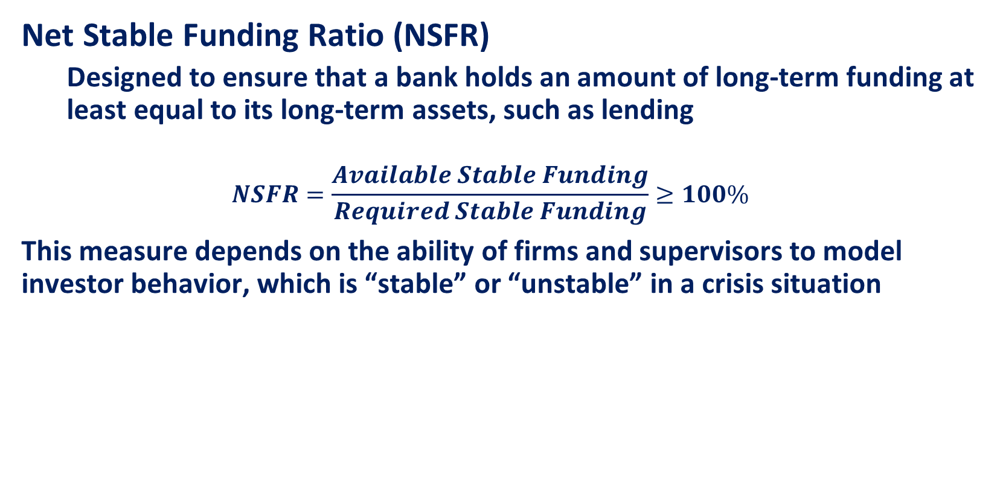 Net Stable Funding Ratio (NSFR)
Designed to ensure that a bank holds an amount of long-term funding at
least equal to its long-term assets, such as lending
NSFR = Available Stable Funding / Required Stable Funding ≥ 100%
This measure depends on the ability of firms and supervisors to model
investor behavior, which is “stable” or “unstable” in a crisis situation